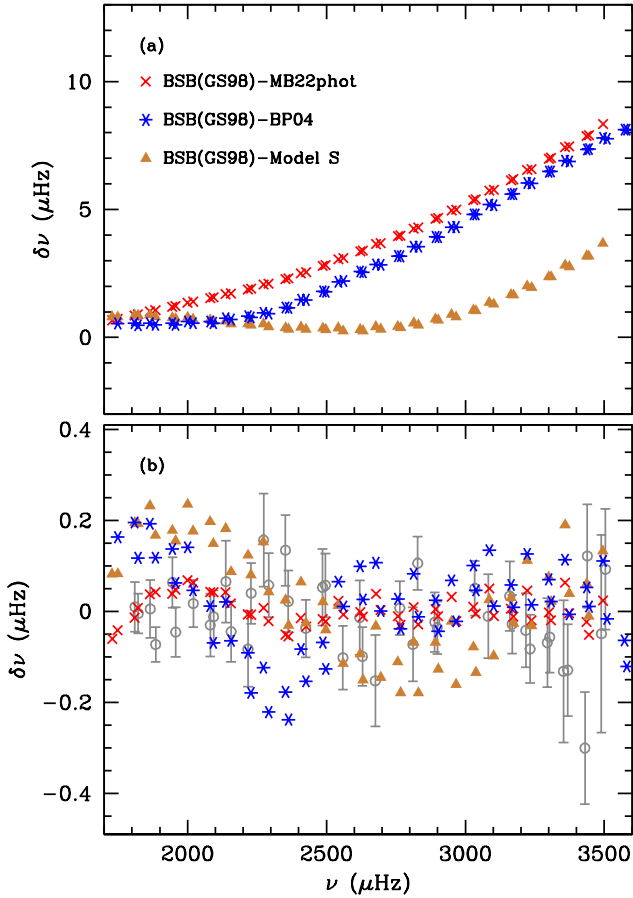 (a)
BSB(GS98)-MB22phot
BSB(GS98)-BP04
BSB(GS98)-Model S
10
5
0
δν (μHz)
(b)
0.4
0.2
0
-0.2
-0.4
δν (μHz)
2000 2500 3000 3500
ν (μHz)